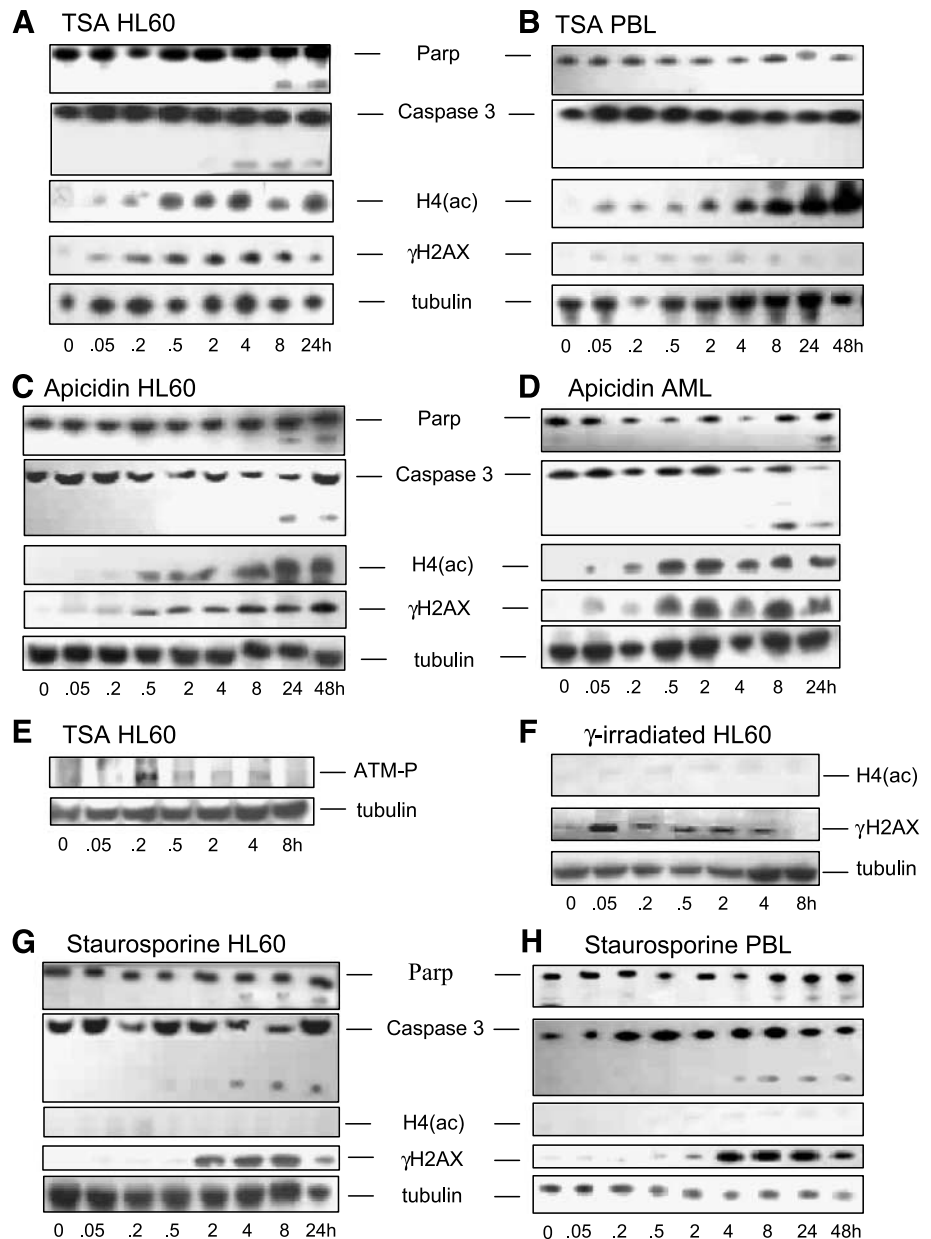 A TSA HL60
B TSA PBL
Parp
Caspase 3
H4(ac)
γH2AX
tubulin
0 .05 .2 .5 2 4 8 24h
0 .05 .2 .5 2 4 8 24 48h
C Apicidin HL60
D Apicidin AML
Parp
Caspase 3
H4(ac)
γH2AX
tubulin
0 .05 .2 .5 2 4 8 24 48h
0 .05 .2 .5 2 4 8 24h
E TSA HL60
ATM-P
tubulin
0 .05 .2 .5 2 4 8h
F γ-irradiated HL60
H4(ac)
γH2AX
tubulin
0 .05 .2 .5 2 4 8h
G Staurosporine HL60
H Staurosporine PBL
Parp
Caspase 3
H4(ac)
γH2AX
tubulin
0 .05 .2 .5 2 4 8 24h
0 .05 .2 .5 2 4 8 24 48h